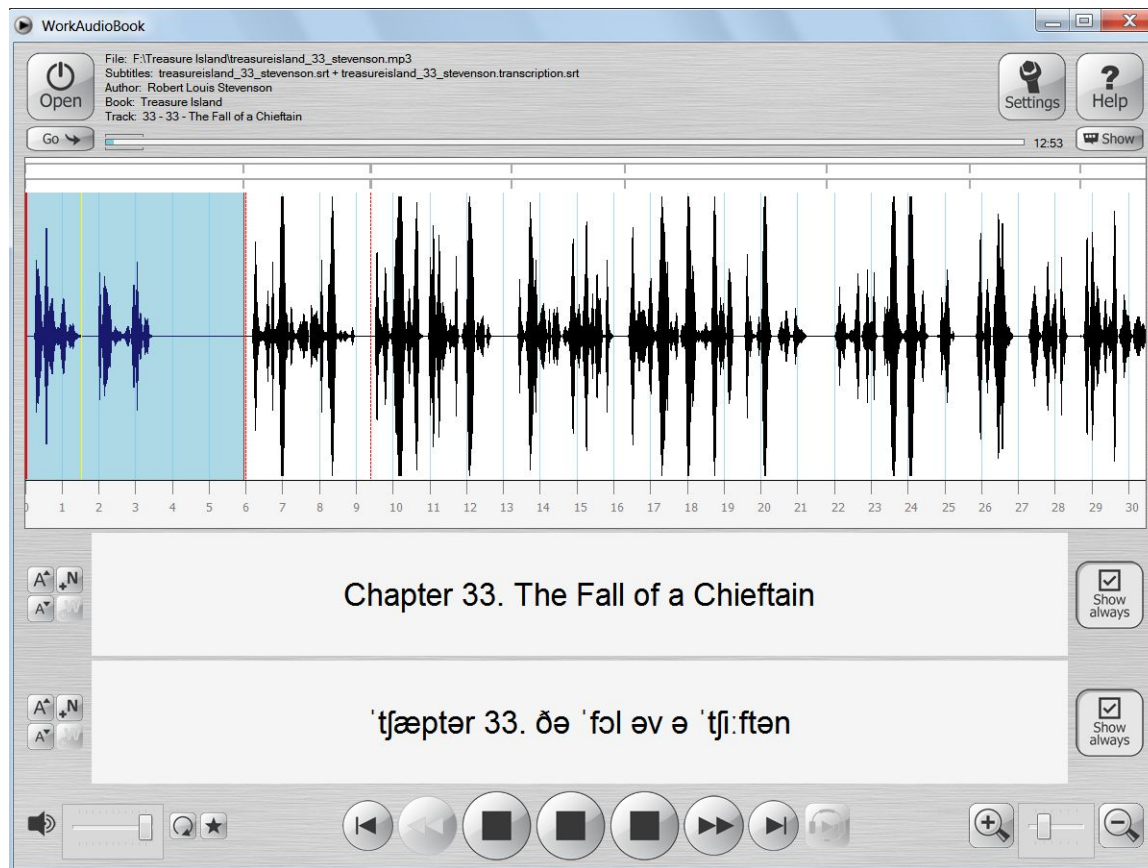 WorkAudioBook
File: F:\Treasure Island\treasureisland_33_stevenson.mp3
Subtitles: treasureisland_33_stevenson.srt + treasureisland_33_stevenson.transcription.srt
Author: Robert Louis Stevenson
Book: Treasure Island
Track: 33 - 33 - The Fall of a Chieftain
Open
Settings
Help
Go
12:53
Show
0 1 2 3 4 5 6 7 8 9 10 11 12 13 14 15 16 17 18 19 20 21 22 23 24 25 26 27 28 29 30
A +N
A W
Chapter 33. The Fall of a Chieftain
Show always
A +N
A W
ˈtʃæptər 33. ðə ˈfɔl əv ə ˈtʃiːftən
Show always